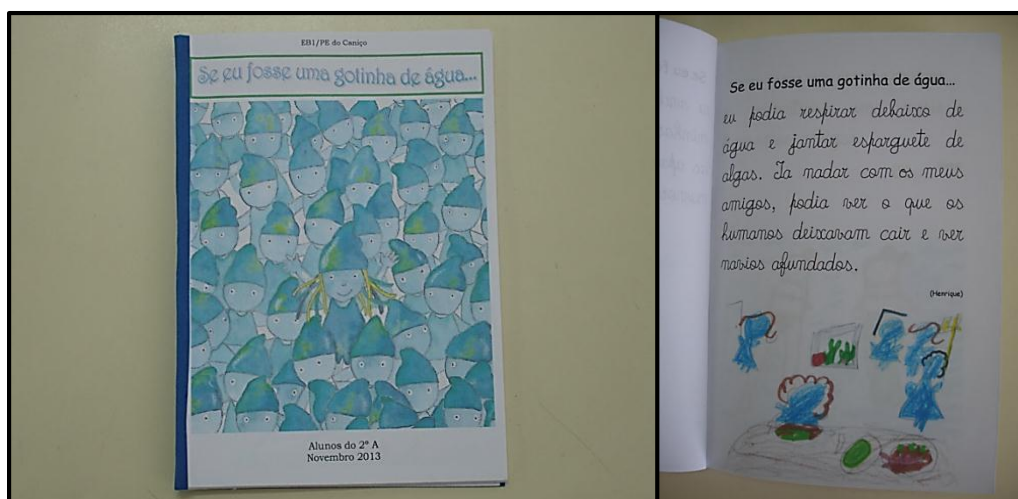 EB1/PE do Caniço
Se eu fosse uma gotinha de água...
Alunos do 2º A
Novembro 2013
Se eu fosse uma gotinha de água...
eu podia respirar debaixo de
água e jantar esparguete de
algas. Ia nadar com os meus
amigos, podia ver o que os
humanos deixavam cair e ver
navios afundados.
(Henrique)